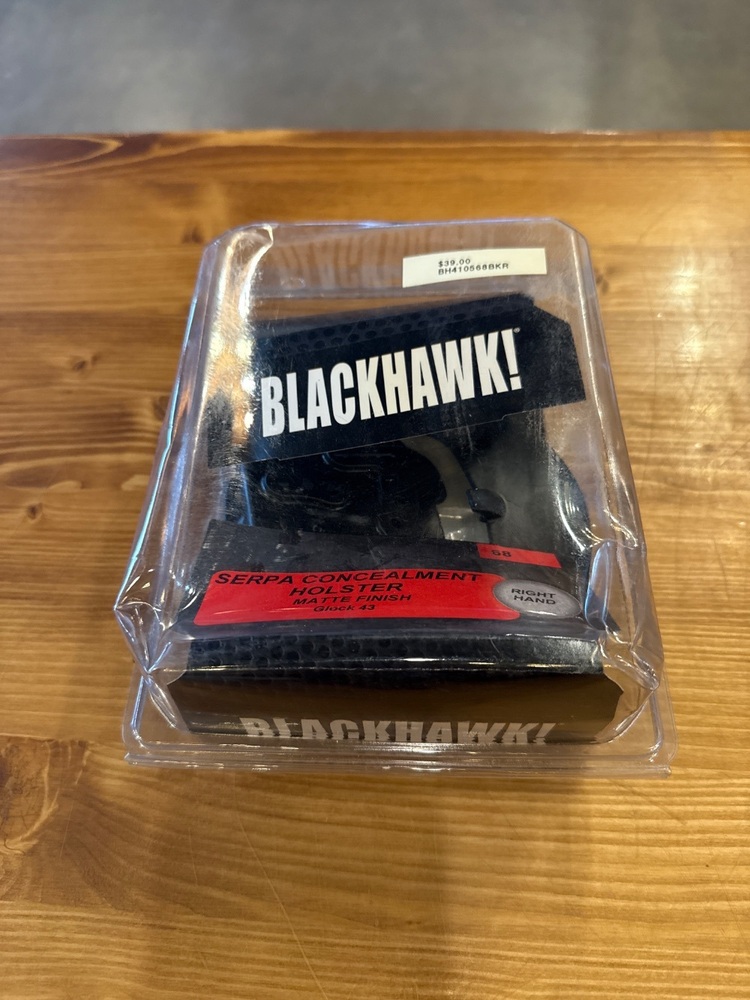 $39.00
BH410568BKR
BLACKHAWK!
68
SERPA CONCEALMENT
HOLSTER
MATTE FINISH
Glock 43
RIGHT
HAND
BLACKHAWK!